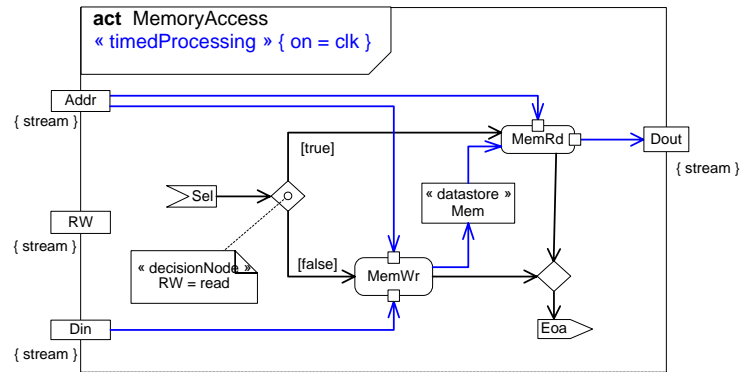 act MemoryAccess
« timedProcessing » { on = clk }
Addr
{ stream }
MemRd
Dout
{ stream }
[true]
Sel
« datastore »
Mem
RW
{ stream }
« decisionNode »
RW = read
[false]
MemWr
Din
{ stream }
Eoa